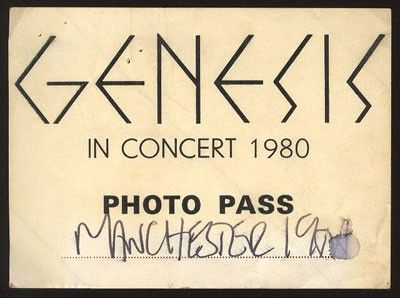 GENESIS
IN CONCERT 1980
PHOTO PASS
MANCHESTER